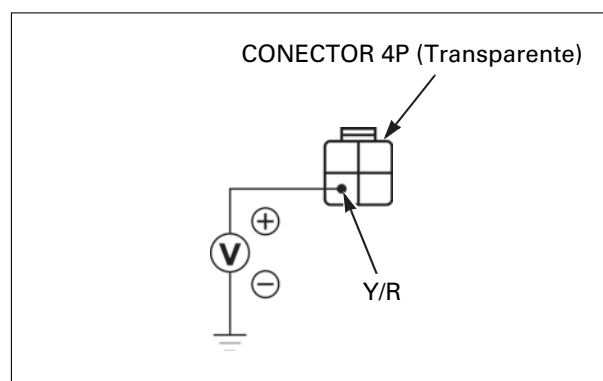 CONECTOR 4P (Transparente)
+
V
−
Y/R